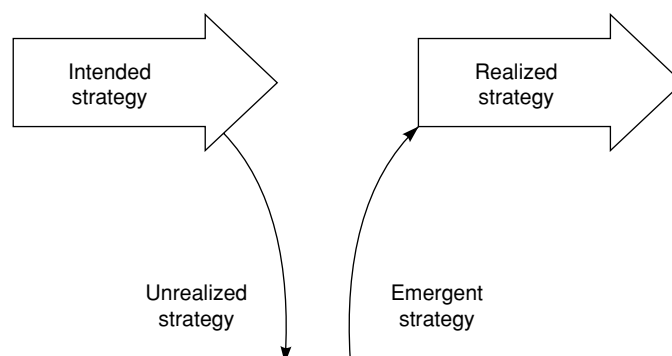 Intended
strategy
Realized
strategy
Unrealized
strategy
Emergent
strategy